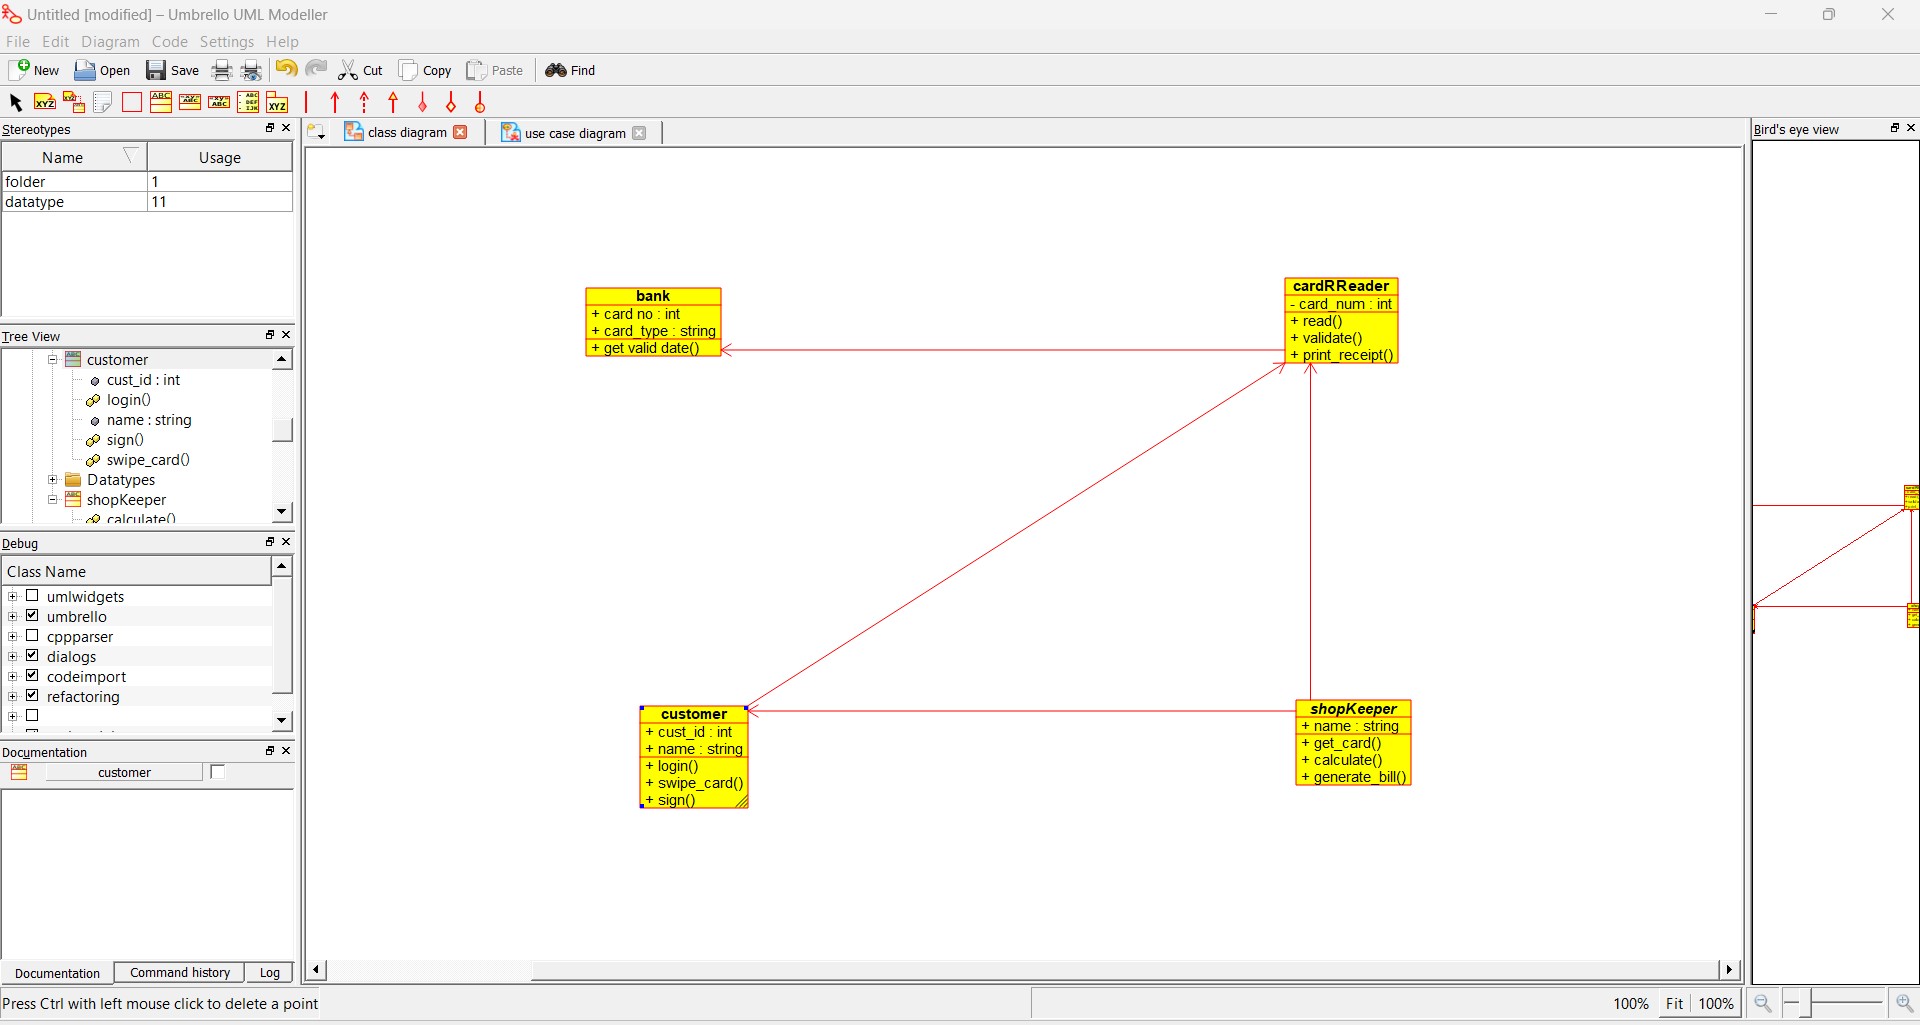 Untitled [modified] – Umbrello UML Modeller
File Edit Diagram Code Settings Help
New Open Save Cut Copy Paste Find
Stereotypes
Name Usage
folder 1
datatype 11
Tree View
customer
cust_id : int
login()
name : string
sign()
swipe_card()
Datatypes
shopKeeper
calculate()
Debug
Class Name
umlwidgets
umbrello
cppparser
dialogs
codeimport
refactoring
Documentation
customer
Documentation Command history Log
Press Ctrl with left mouse click to delete a point
class diagram use case diagram
bank
+ card no : int
+ card_type : string
+ get valid date()
cardRReader
- card_num : int
+ read()
+ validate()
+ print_receipt()
customer
+ cust_id : int
+ name : string
+ login()
+ swipe_card()
+ sign()
shopKeeper
+ name : string
+ get_card()
+ calculate()
+ generate_bill()
Bird's eye view
100% Fit 100%